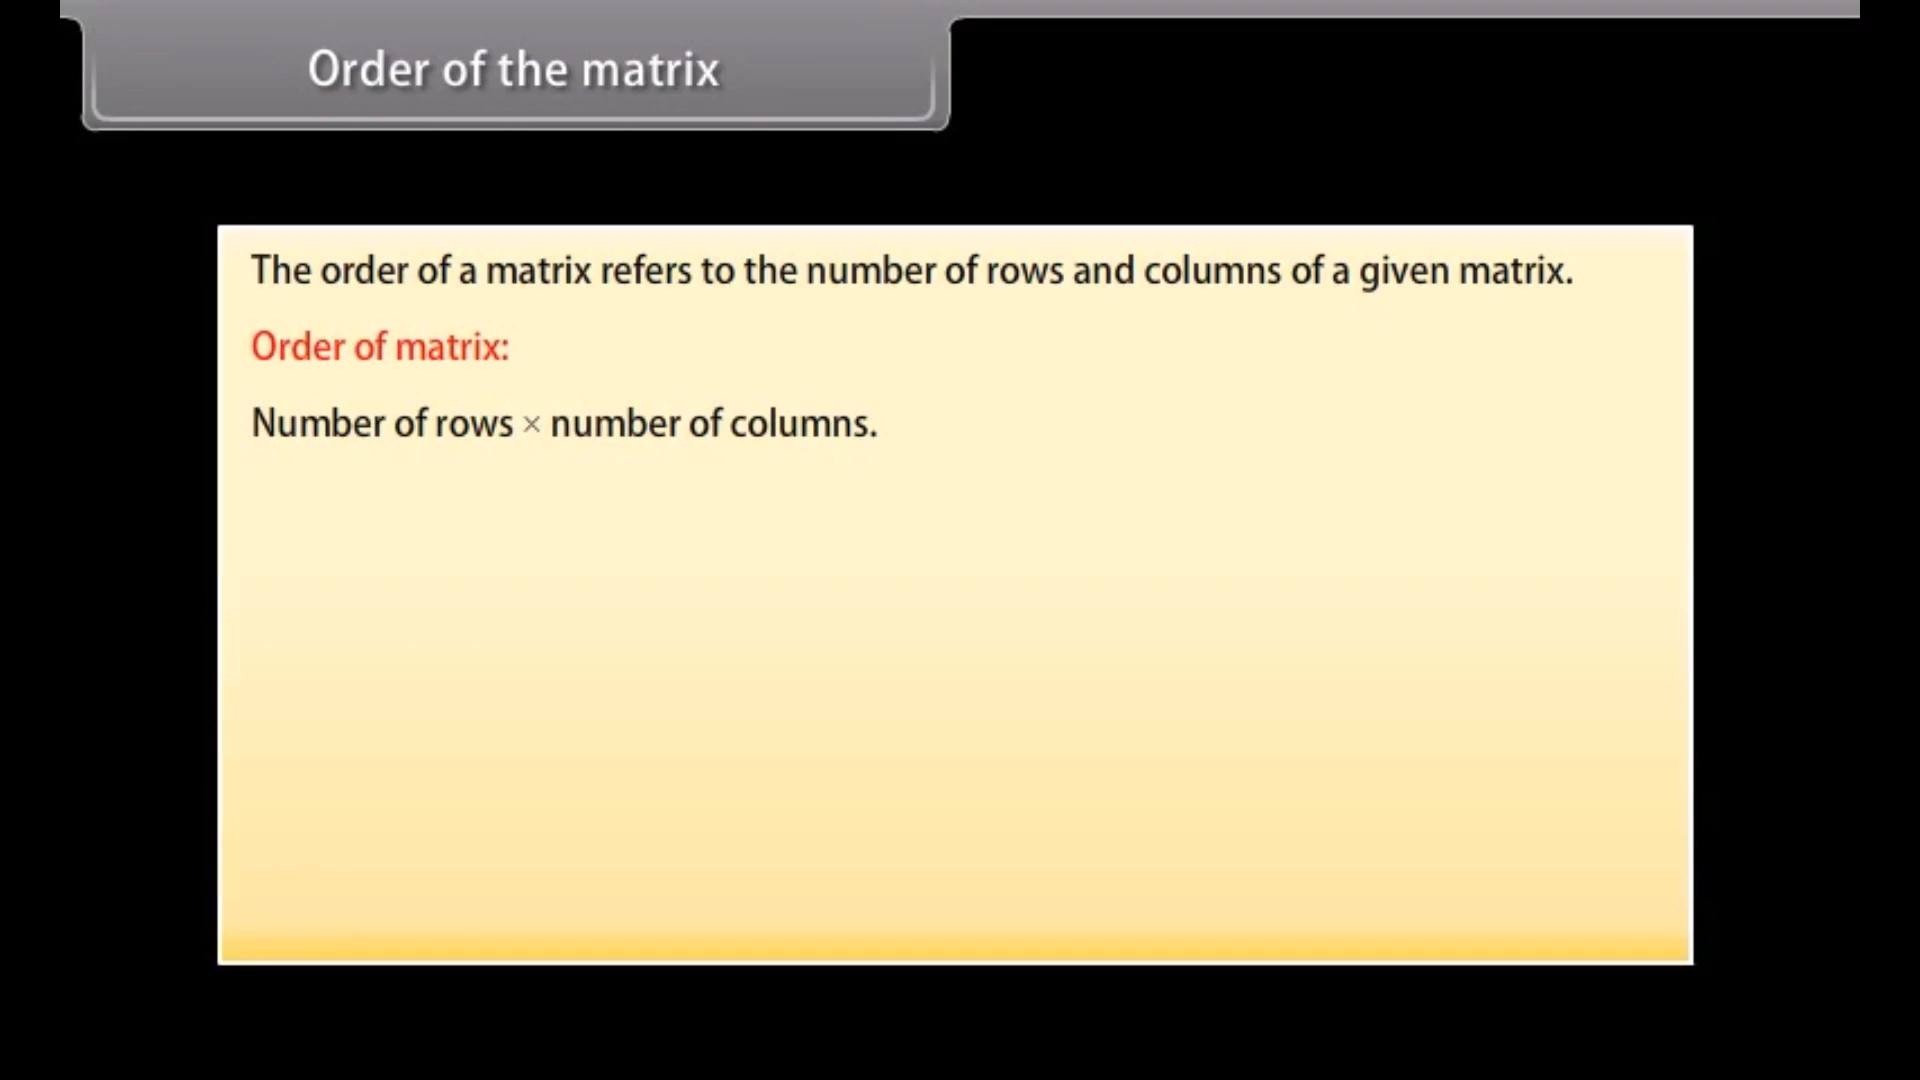 Order of the matrix
The order of a matrix refers to the number of rows and columns of a given matrix.
Order of matrix:
Number of rows × number of columns.